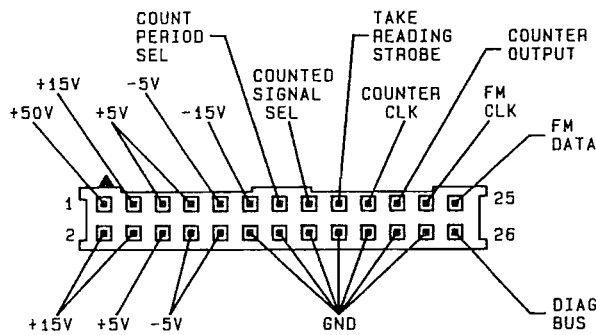 COUNT
PERIOD
SEL
TAKE
READING
STROBE
COUNTER
OUTPUT
+15V
-5V
COUNTED
SIGNAL
SEL
COUNTER
CLK
FM
CLK
+50V
+5V
-15V
FM
DATA
1
25
2
26
+15V
+5V
-5V
GND
DIAG
BUS